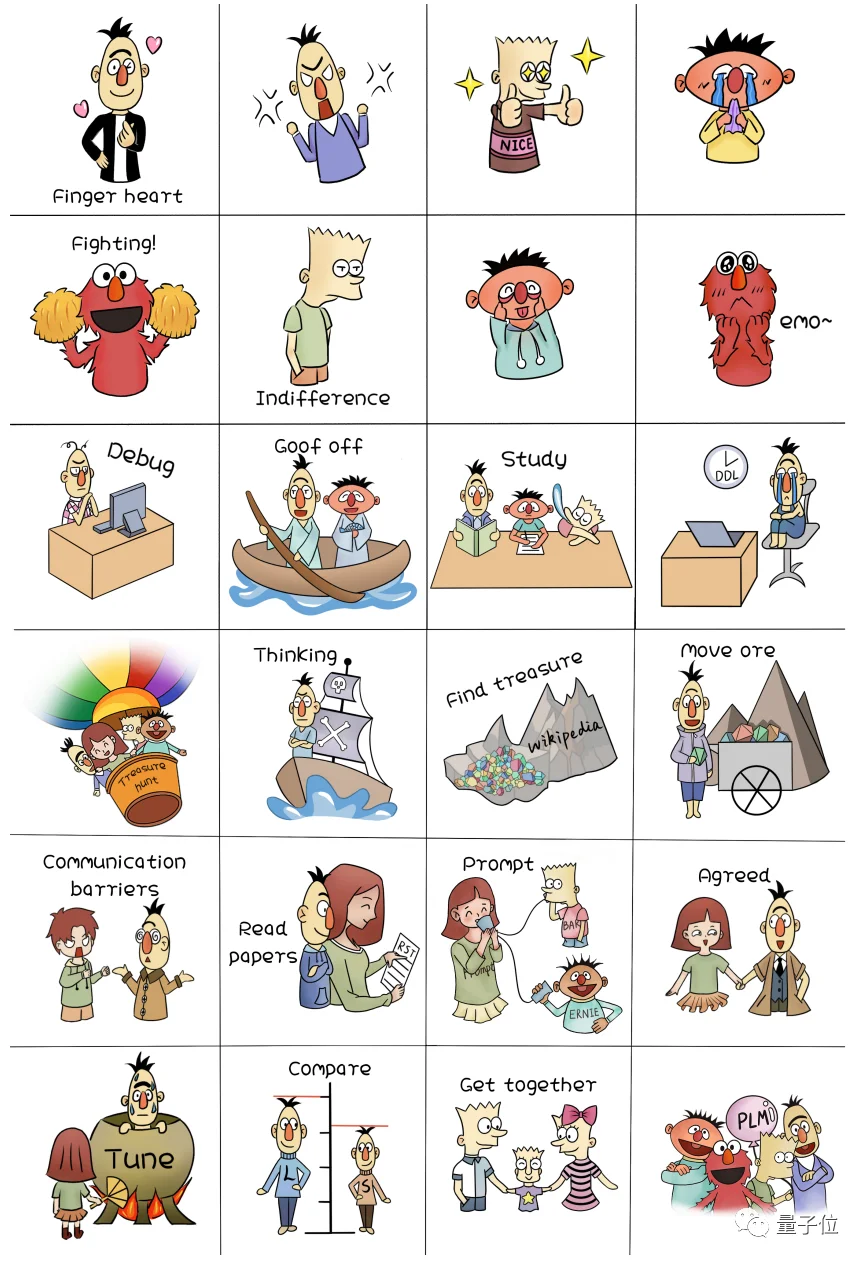 Finger heart
NICE
Fighting!
Indifference
emo~
Debug
Goof off
Study
DDL
Treasure
hunt
Thinking
Find treasure
Wikipedia
Move ore
Communication
barriers
Read
papers
RST
Prompt
BAR
Prompt
ERNIE
Agreed
Tune
Compare
L
S
Get together
PLM
量子位